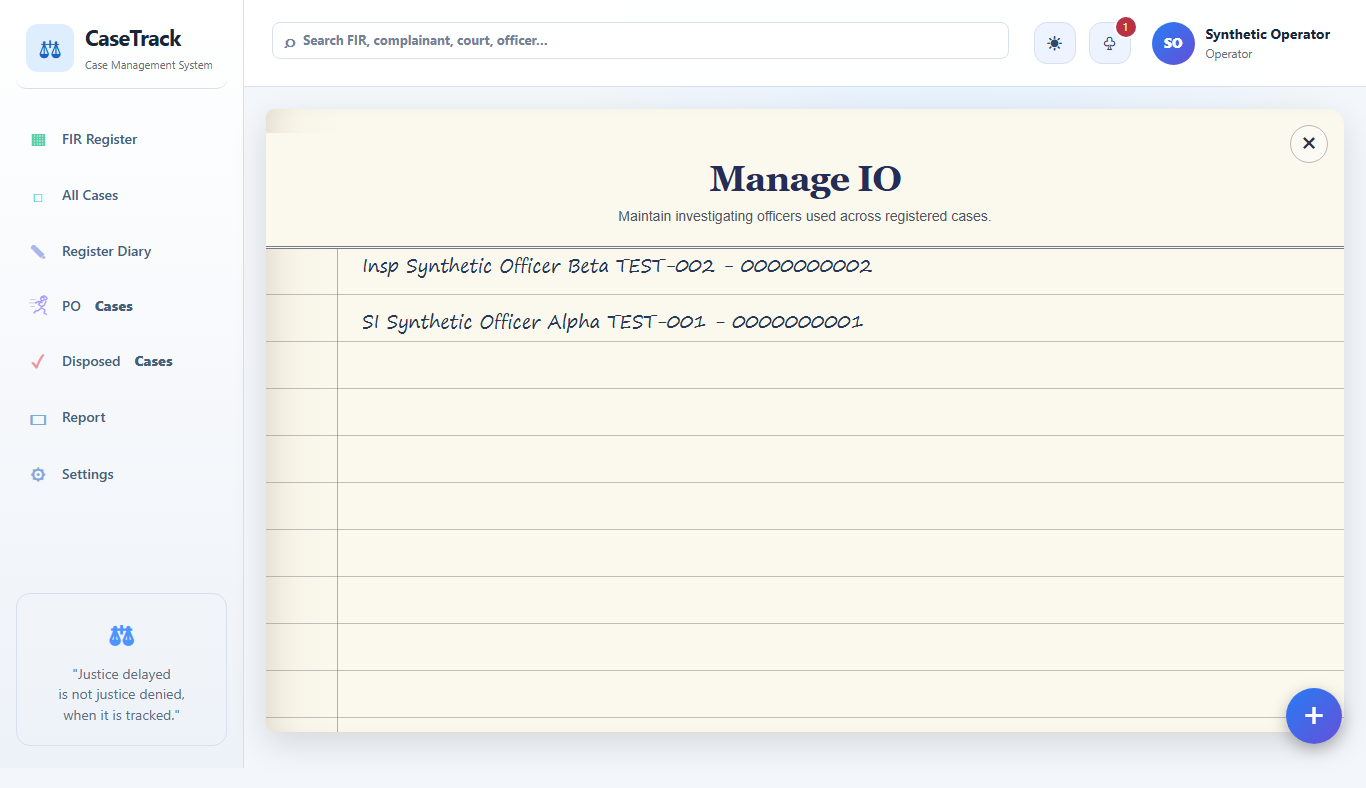 CaseTrack
Case Management System
FIR Register
All Cases
Register Diary
PO Cases
Disposed Cases
Report
Settings
"Justice delayed
is not justice denied,
when it is tracked."
Search FIR, complainant, court, officer...
1
SO
Synthetic Operator
Operator
Manage IO
Maintain investigating officers used across registered cases.
Insp Synthetic Officer Beta TEST-002 - 0000000002
SI Synthetic Officer Alpha TEST-001 - 0000000001